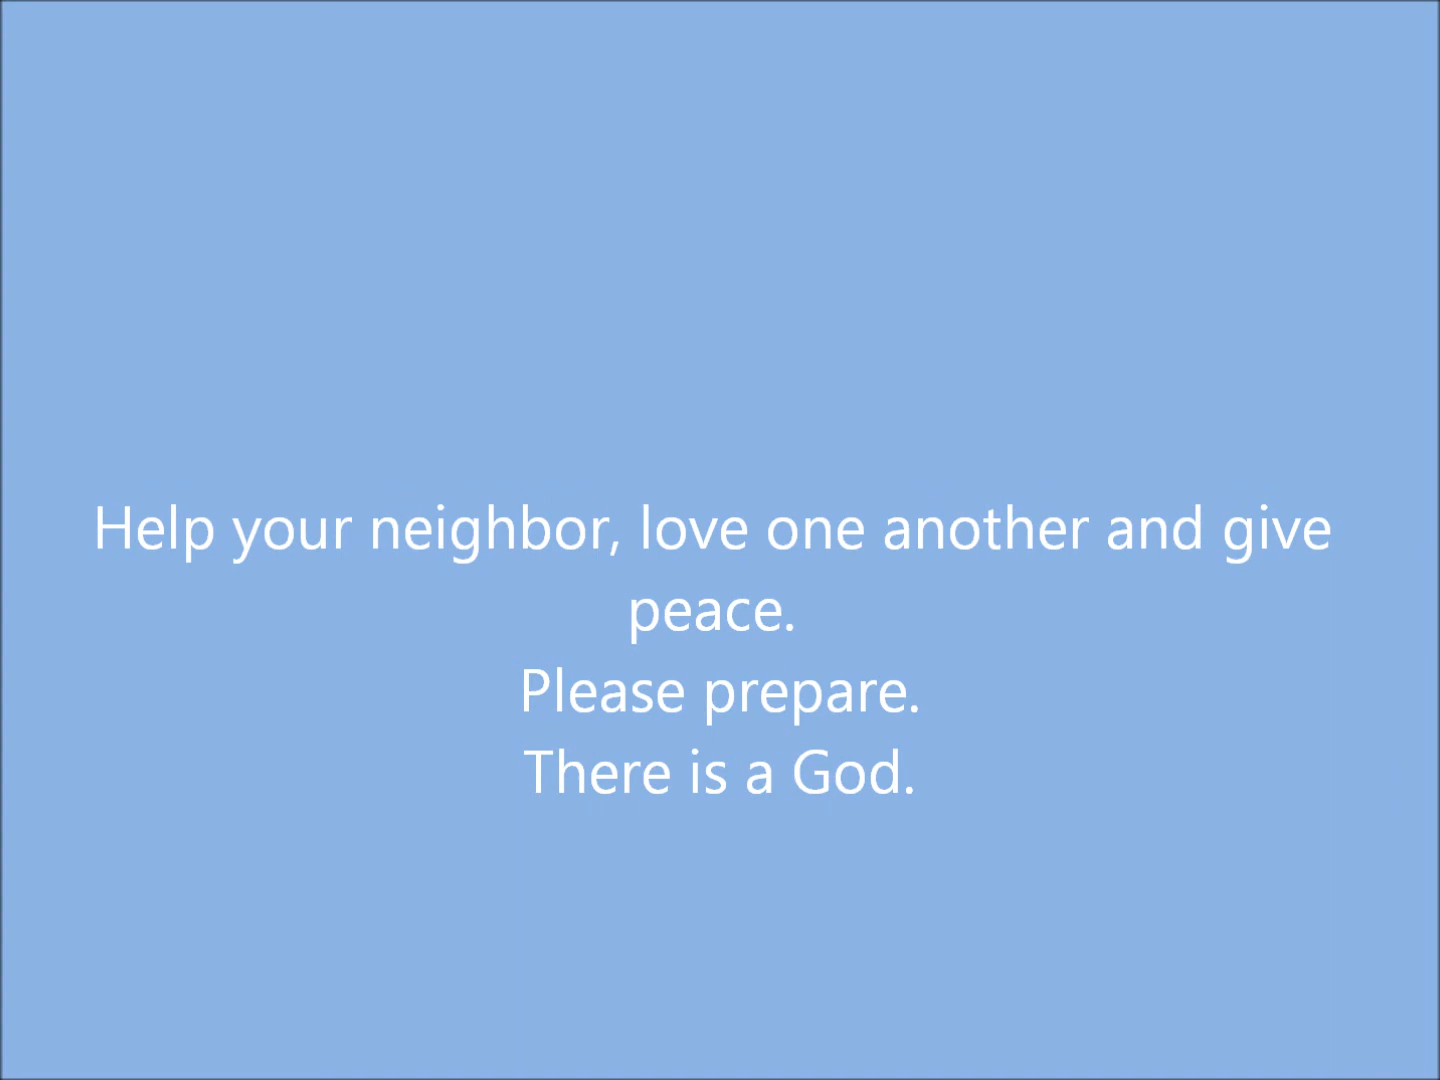 Help your neighbor, love one another and give
peace.
Please prepare.
There is a God.